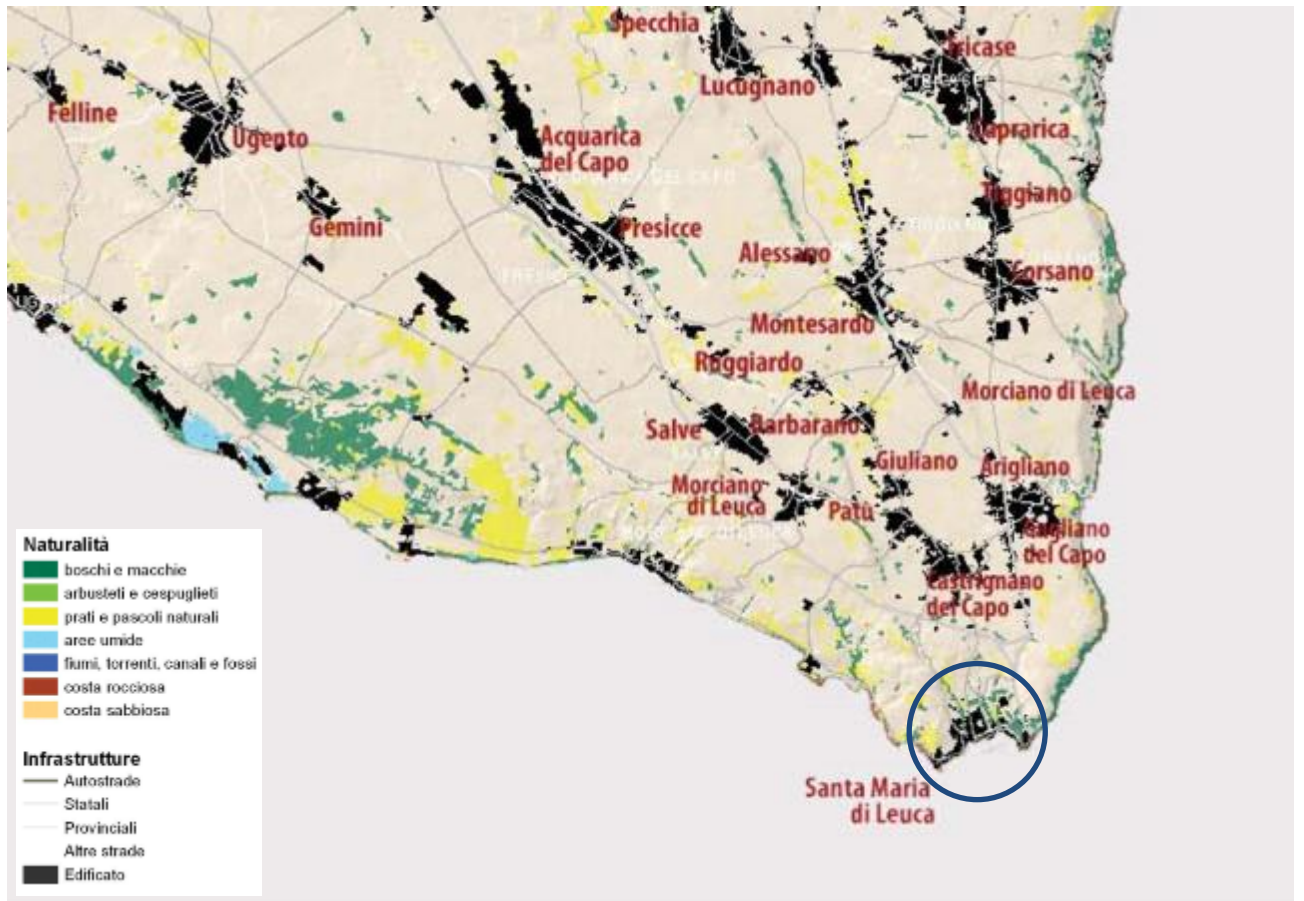 Specchia
Tricase
TRICASE
Lucugnano
Felline
Ugento
Acquarica
del Capo
Caprarica
Tiggiano
Gemini
Presicce
Alessano
Corsano
Montesardo
Ruggiardo
Morciano di Leuca
Salve
Barbarano
Giuliano
Arigliano
Morciano
di Leuca
Patù
Gagliano
del Capo
Castrignano
del Capo
Santa Maria
di Leuca
Naturalità
boschi e macchie
arbusteti e cespuglieti
prati e pascoli naturali
aree umide
fiumi, torrenti, canali e fossi
costa rocciosa
costa sabbiosa
Infrastrutture
Autostrade
Statali
Provinciali
Altre strade
Edificato